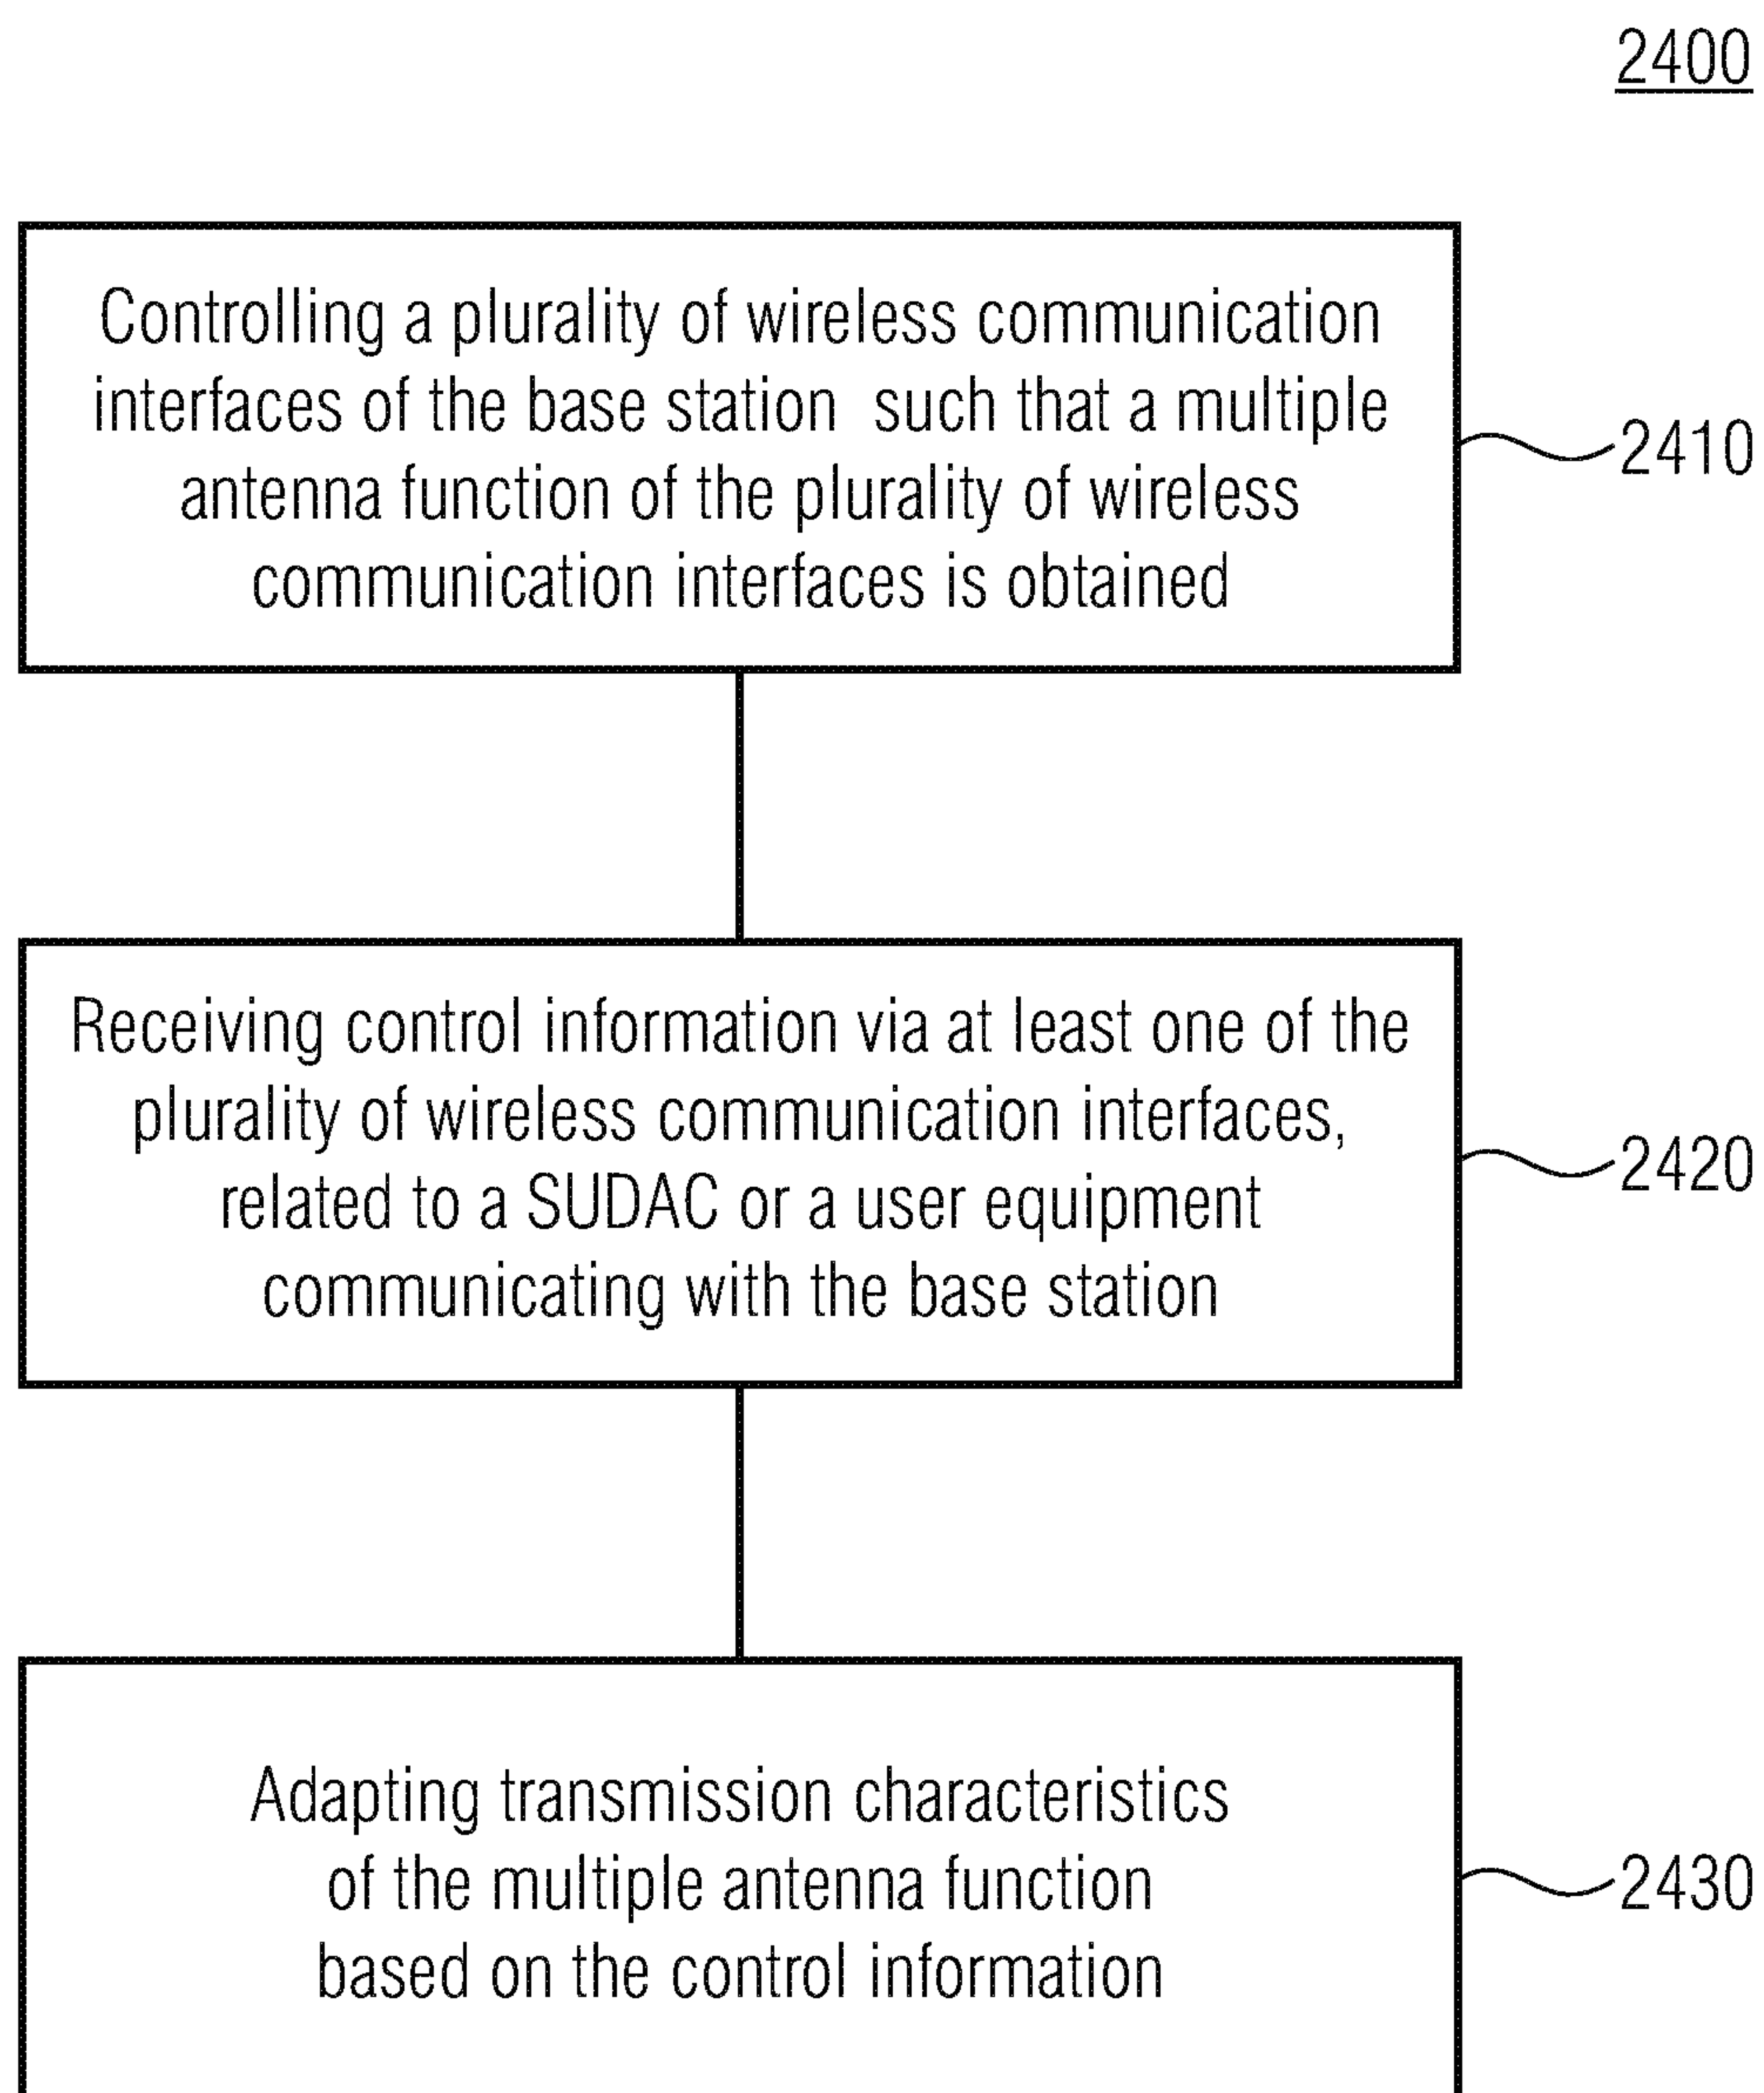 2400
Controlling a plurality of wireless communication
interfaces of the base station such that a multiple
antenna function of the plurality of wireless
communication interfaces is obtained
2410
Receiving control information via at least one of the
plurality of wireless communication interfaces,
related to a SUDAC or a user equipment
communicating with the base station
2420
Adapting transmission characteristics
of the multiple antenna function
based on the control information
2430